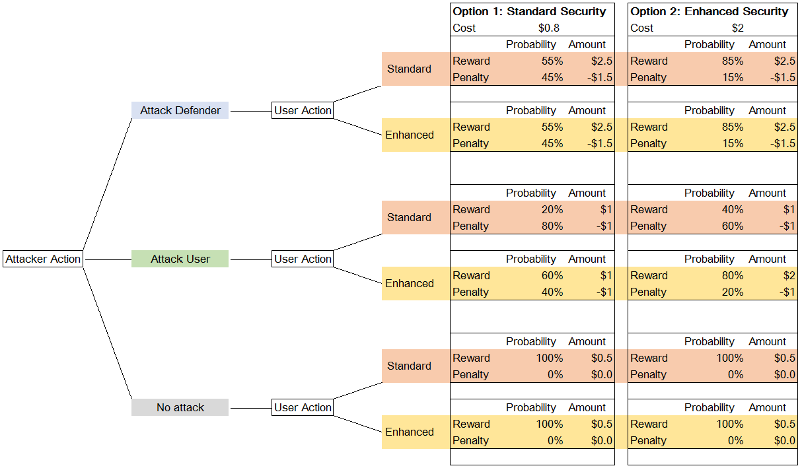 Option 1: Standard Security Option 2: Enhanced Security
Cost $0.8 Cost $2
Probability Amount Probability Amount
Standard Reward 55% $2.5 Reward 85% $2.5
Penalty 45% -$1.5 Penalty 15% -$1.5
Attack Defender User Action Probability Amount Probability Amount
Enhanced Reward 55% $2.5 Reward 85% $2.5
Penalty 45% -$1.5 Penalty 15% -$1.5
Probability Amount Probability Amount
Standard Reward 20% $1 Reward 40% $1
Penalty 80% -$1 Penalty 60% -$1
Attacker Action Attack User User Action Probability Amount Probability Amount
Enhanced Reward 60% $1 Reward 80% $2
Penalty 40% -$1 Penalty 20% -$1
Probability Amount Probability Amount
Standard Reward 100% $0.5 Reward 100% $0.5
Penalty 0% $0.0 Penalty 0% $0.0
No attack User Action Probability Amount Probability Amount
Enhanced Reward 100% $0.5 Reward 100% $0.5
Penalty 0% $0.0 Penalty 0% $0.0